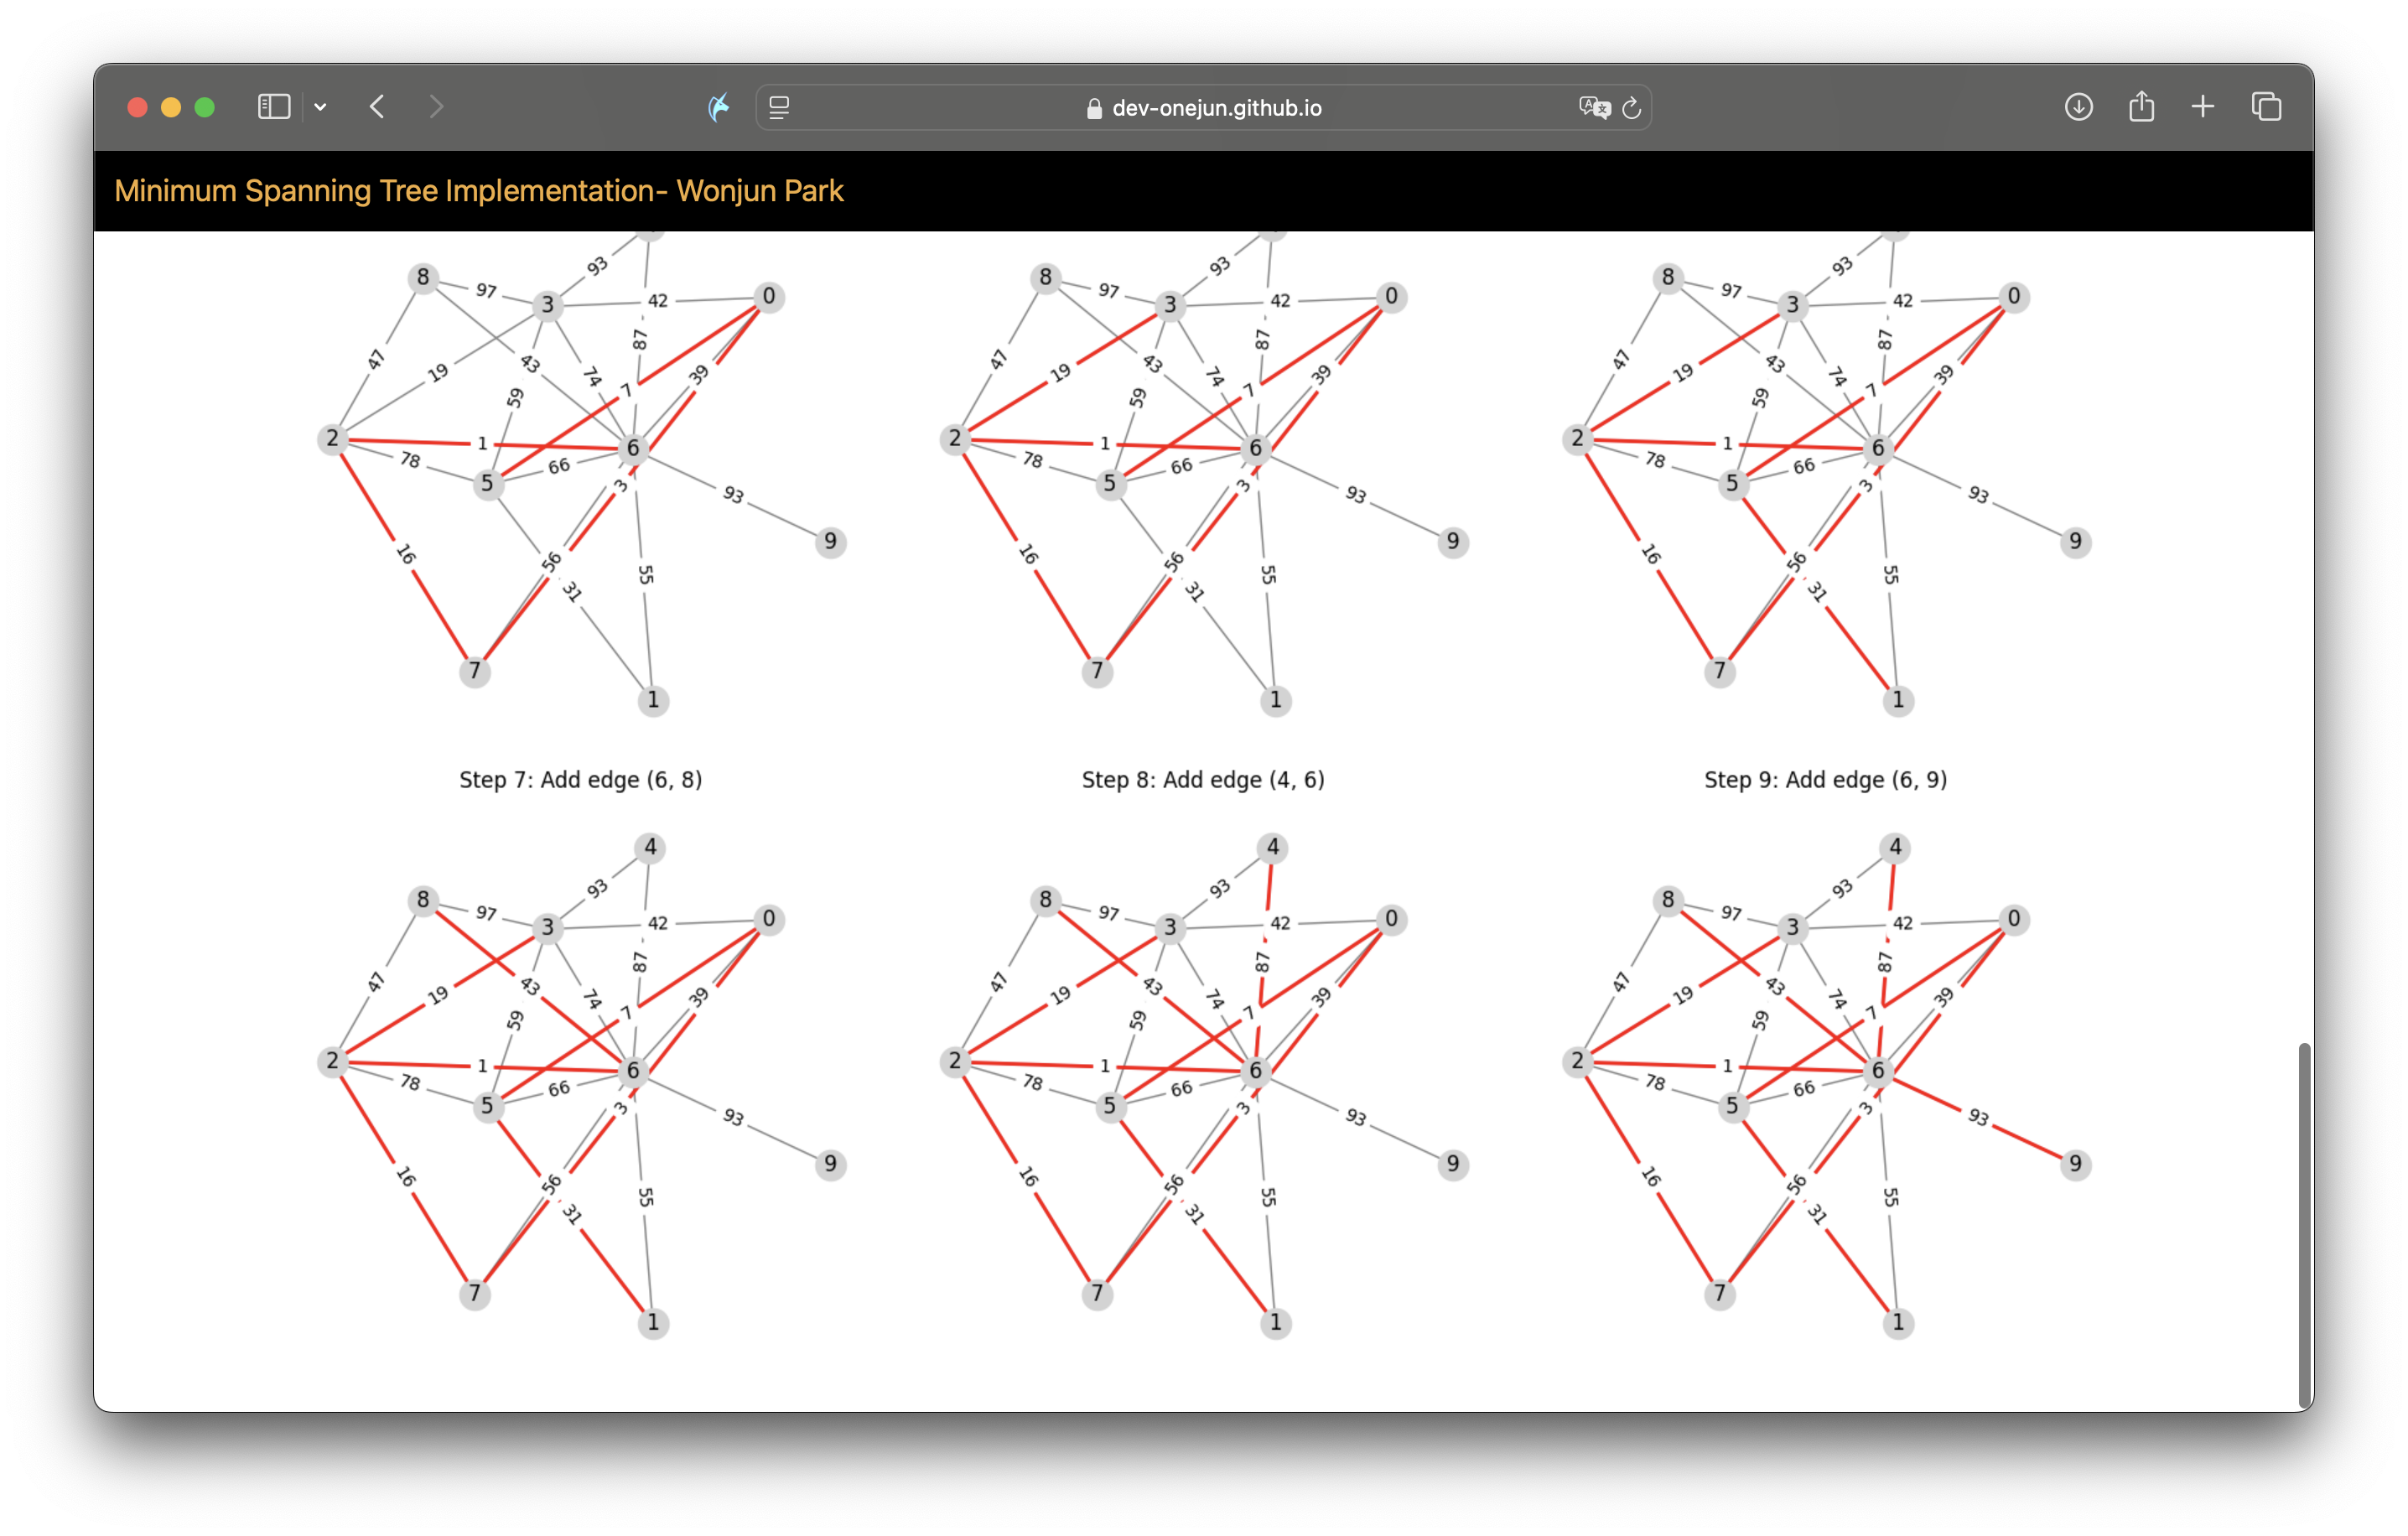 dev-onejun.github.io
Minimum Spanning Tree Implementation- Wonjun Park
8 97 3 93 42 0
47 19 43 74 87 39
59 7
2 1 6
78 5 66 3 93
16 56 31 55 9
7 1
8 97 3 93 42 0
47 19 43 74 87 39
59 7
2 1 6
78 5 66 3 93
16 56 31 55 9
7 1
8 97 3 93 42 0
47 19 43 74 87 39
59 7
2 1 6
78 5 66 3 93
16 56 31 55 9
7 1
Step 7: Add edge (6, 8)
4
8 97 3 93 42 0
47 19 43 74 87 39
59 7
2 1 6
78 5 66 3 93
16 56 31 55 9
7 1
Step 8: Add edge (4, 6)
4
8 97 3 93 42 0
47 19 43 74 87 39
59 7
2 1 6
78 5 66 3 93
16 56 31 55 9
7 1
Step 9: Add edge (6, 9)
4
8 97 3 93 42 0
47 19 43 74 87 39
59 7
2 1 6
78 5 66 3 93
16 56 31 55 9
7 1